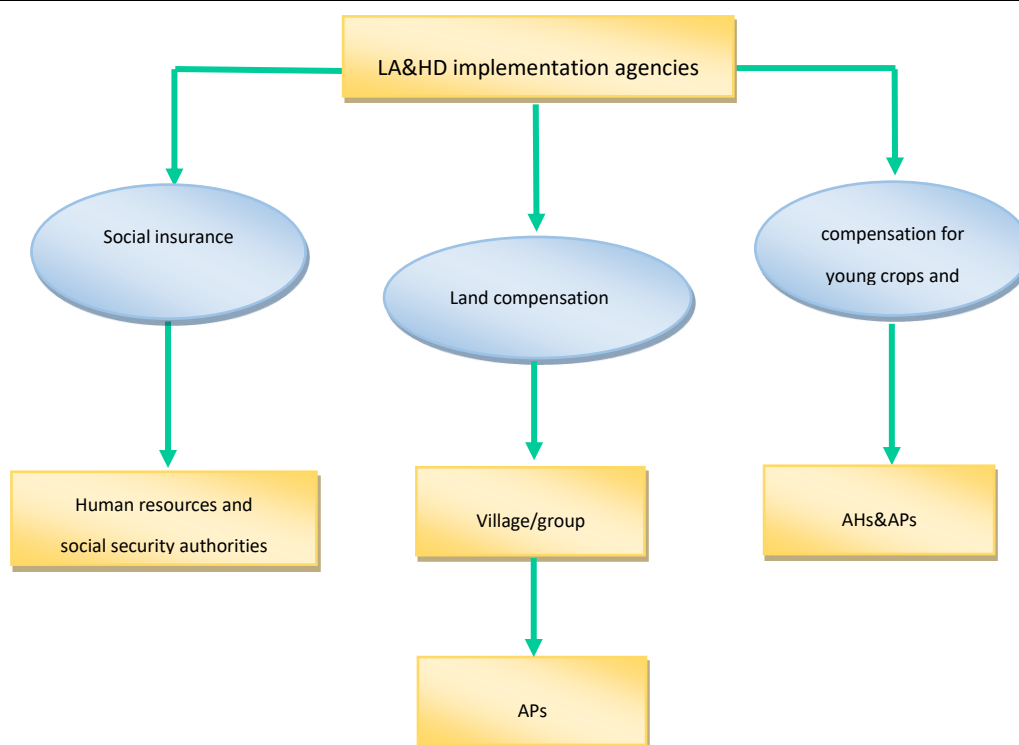 LA&HD implementation agencies
Social insurance
Land compensation
compensation for
young crops and
Human resources and
social security authorities
Village/group
AHs&APs
APs